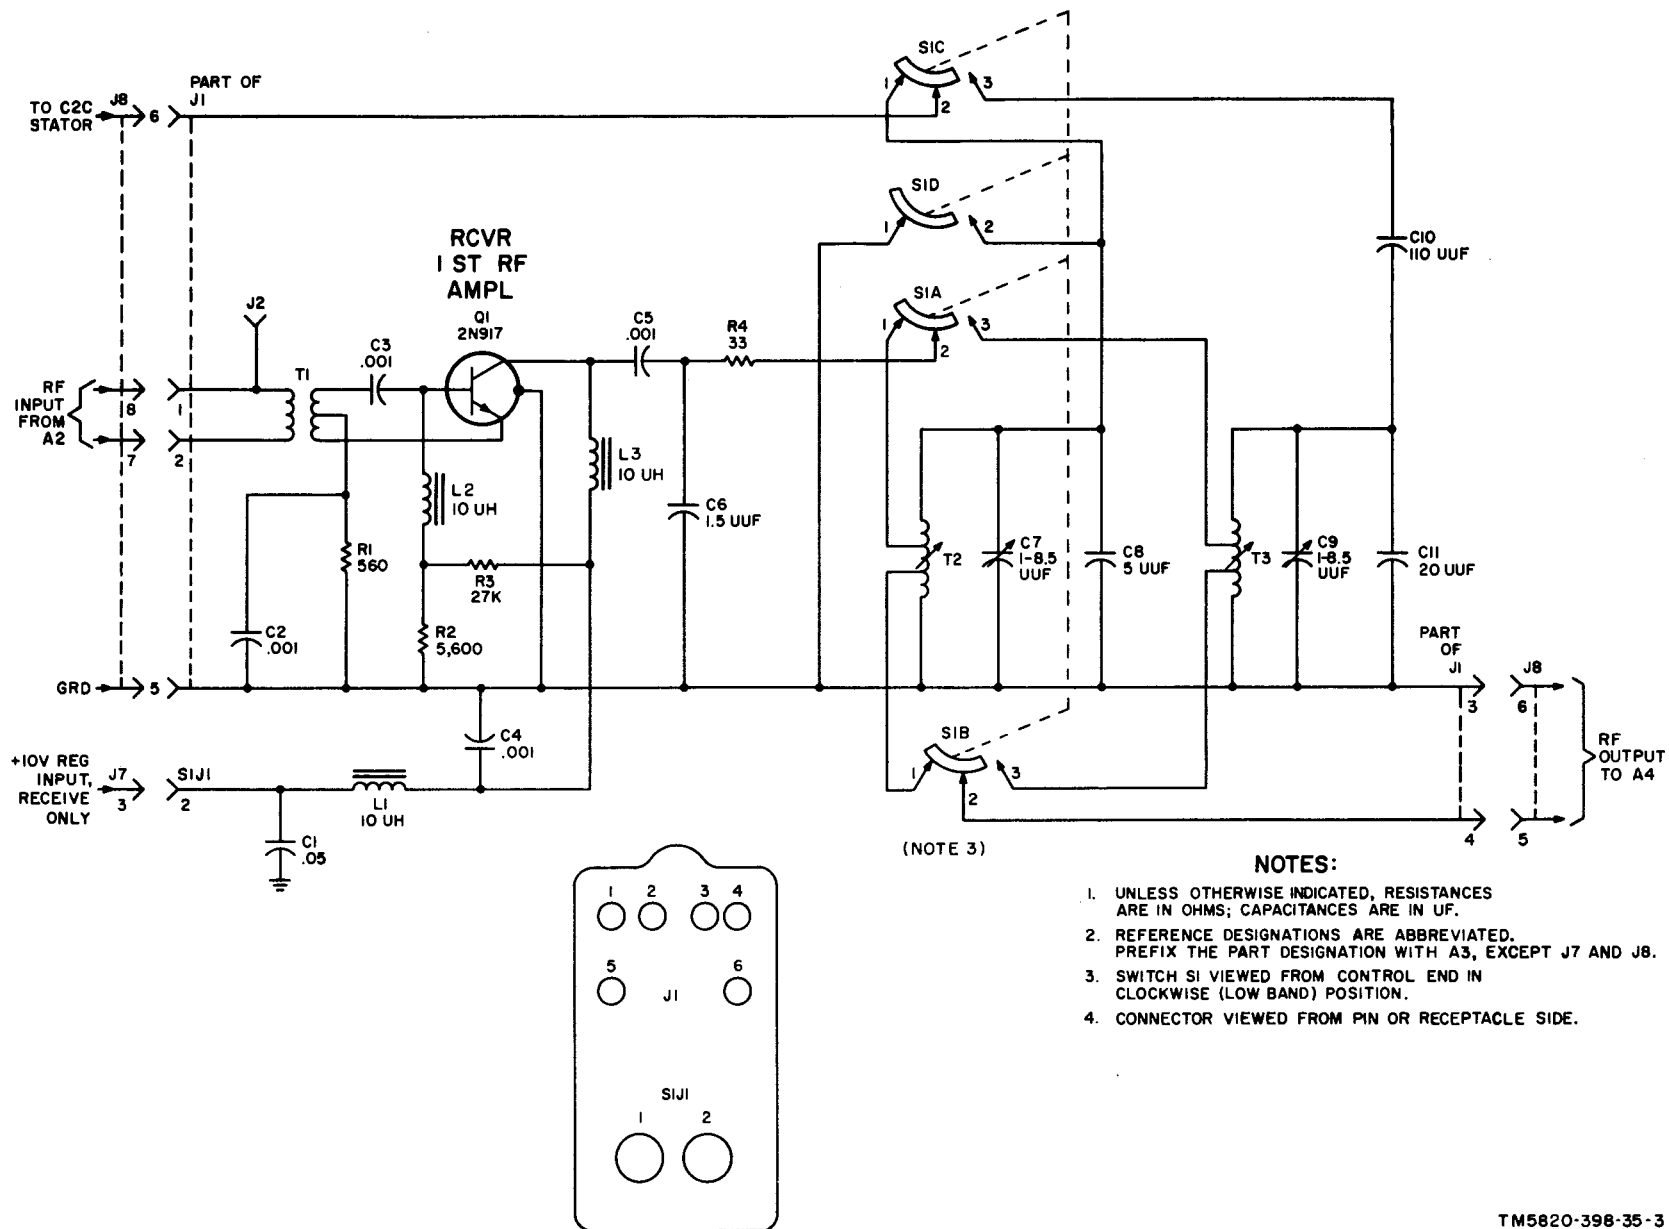 S1C
1
2
3
PART OF
J8
J1
TO C2C
STATOR
6
S1D
1
2
C10
110 UUF
RCVR
1 ST RF
AMPL
Q1
2N917
S1A
1
2
3
J2
C3
.001
C5
.001
R4
33
T1
RF
INPUT
FROM
A2
8
1
7
2
L3
10 UH
L2
10 UH
C6
1.5 UUF
R1
560
R3
27K
T2
C7
1-8.5
UUF
C8
5 UUF
T3
C9
1-8.5
UUF
C11
20 UUF
C2
.001
R2
5,600
PART
OF
J1
J8
GRD
5
3
6
C4
.001
S1B
1
2
3
RF
OUTPUT
TO A4
+10V REG
INPUT,
RECEIVE
ONLY
J7
3
S1J1
2
L1
10 UH
4
5
C1
.05
(NOTE 3)
NOTES:
1. UNLESS OTHERWISE INDICATED, RESISTANCES
ARE IN OHMS; CAPACITANCES ARE IN UF.
2. REFERENCE DESIGNATIONS ARE ABBREVIATED.
PREFIX THE PART DESIGNATION WITH A3, EXCEPT J7 AND J8.
3. SWITCH S1 VIEWED FROM CONTROL END IN
CLOCKWISE (LOW BAND) POSITION.
4. CONNECTOR VIEWED FROM PIN OR RECEPTACLE SIDE.
1 2 3 4
5 6
J1
S1J1
1 2
TM5820-398-35-3